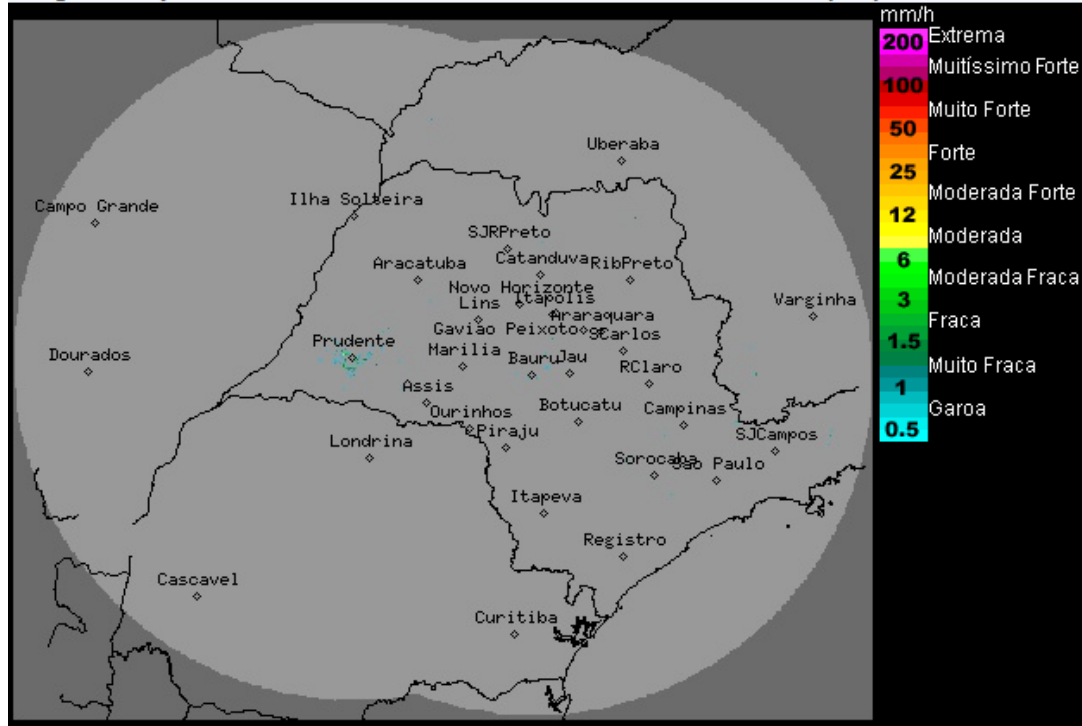 mm/h
200 Extrema
Muitíssimo Forte
100
Muito Forte
50
Forte
25
Moderada Forte
12
Moderada
6
Moderada Fraca
3
Fraca
1.5
Muito Fraca
1
Garoa
0.5
Uberaba
Campo Grande
Ilha Solteira
SJRPreto
Aracatuba
Catanduva
RibPreto
Novo Horizonte
Lins
Itapolis
Varginha
Araraquara
Gaviao Peixoto
SCarlos
Prudente
Dourados
Marilia
Bauru
Jau
RClaro
Assis
Ourinhos
Botucatu
Campinas
Piraju
Londrina
SJCampos
Sorocaba
Sao Paulo
Itapeva
Registro
Cascavel
Curitiba